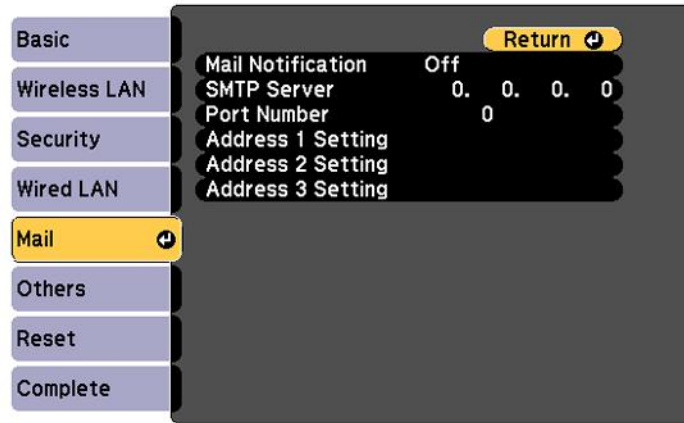 Basic
Wireless LAN
Security
Wired LAN
Mail
Others
Reset
Complete
Return
Mail Notification Off
SMTP Server 0. 0. 0. 0
Port Number 0
Address 1 Setting
Address 2 Setting
Address 3 Setting